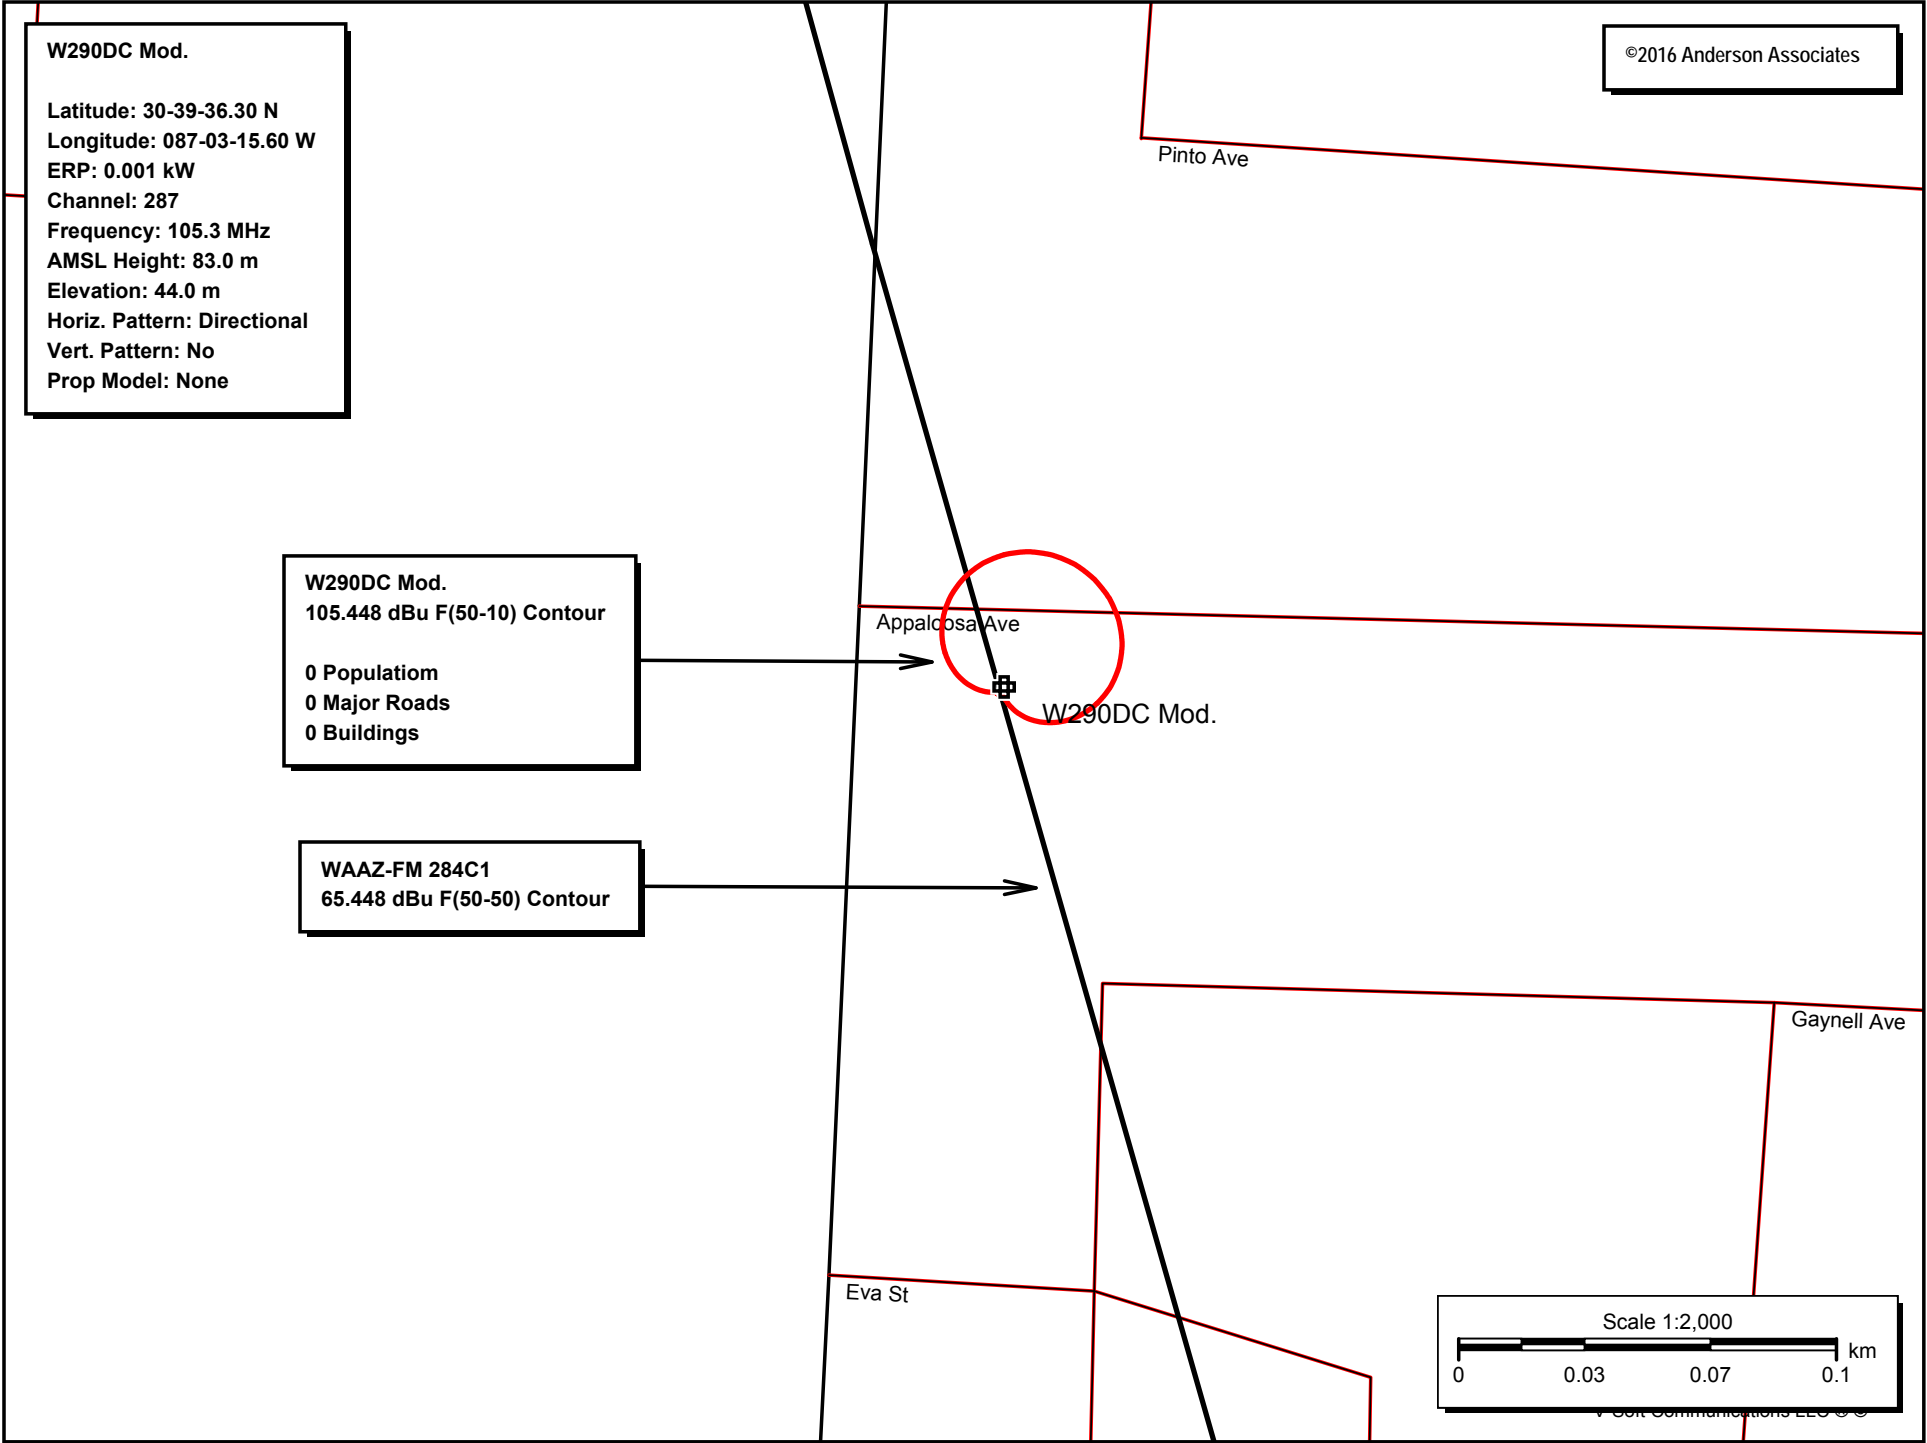 W290DC Mod.
Latitude: 30-39-36.30 N
Longitude: 087-03-15.60 W
ERP: 0.001 kW
Channel: 287
Frequency: 105.3 MHz
AMSL Height: 83.0 m
Elevation: 44.0 m
Horiz. Pattern: Directional
Vert. Pattern: No
Prop Model: None
©2016 Anderson Associates
Pinto Ave
W290DC Mod.
105.448 dBu F(50-10) Contour
0 Populatiom
0 Major Roads
0 Buildings
Appaloosa Ave
W290DC Mod.
WAAZ-FM 284C1
65.448 dBu F(50-50) Contour
Gaynell Ave
Eva St
Scale 1:2,000
km
0 0.03 0.07 0.1